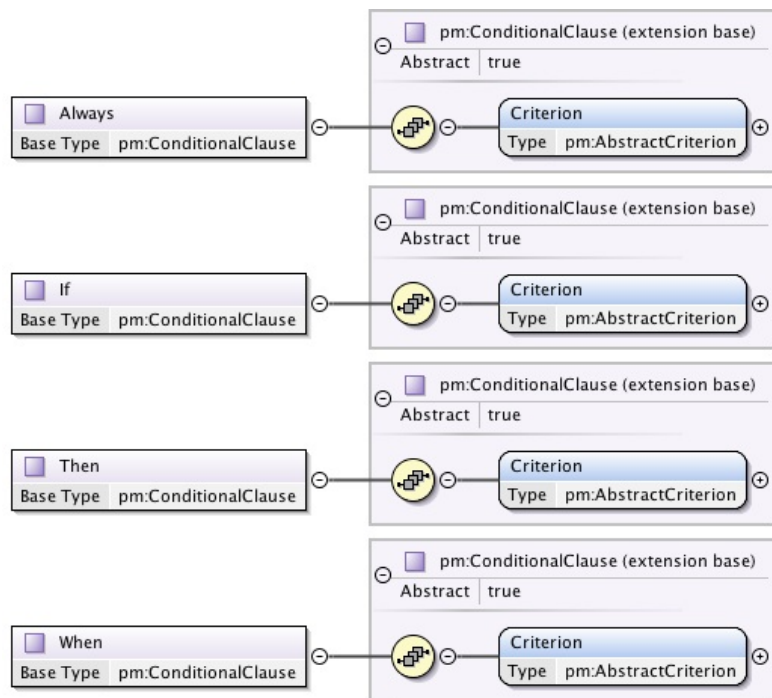 pm:ConditionalClause (extension base)
Abstract true
Always
Base Type pm:ConditionalClause
Criterion
Type pm:AbstractCriterion
pm:ConditionalClause (extension base)
Abstract true
If
Base Type pm:ConditionalClause
Criterion
Type pm:AbstractCriterion
pm:ConditionalClause (extension base)
Abstract true
Then
Base Type pm:ConditionalClause
Criterion
Type pm:AbstractCriterion
pm:ConditionalClause (extension base)
Abstract true
When
Base Type pm:ConditionalClause
Criterion
Type pm:AbstractCriterion